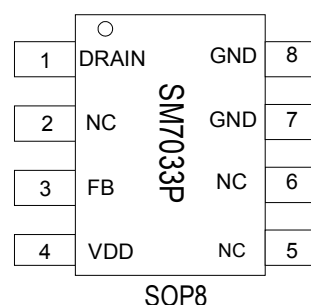 1 DRAIN GND 8
2 NC GND 7
SM7033P
3 FB NC 6
4 VDD NC 5
SOP8